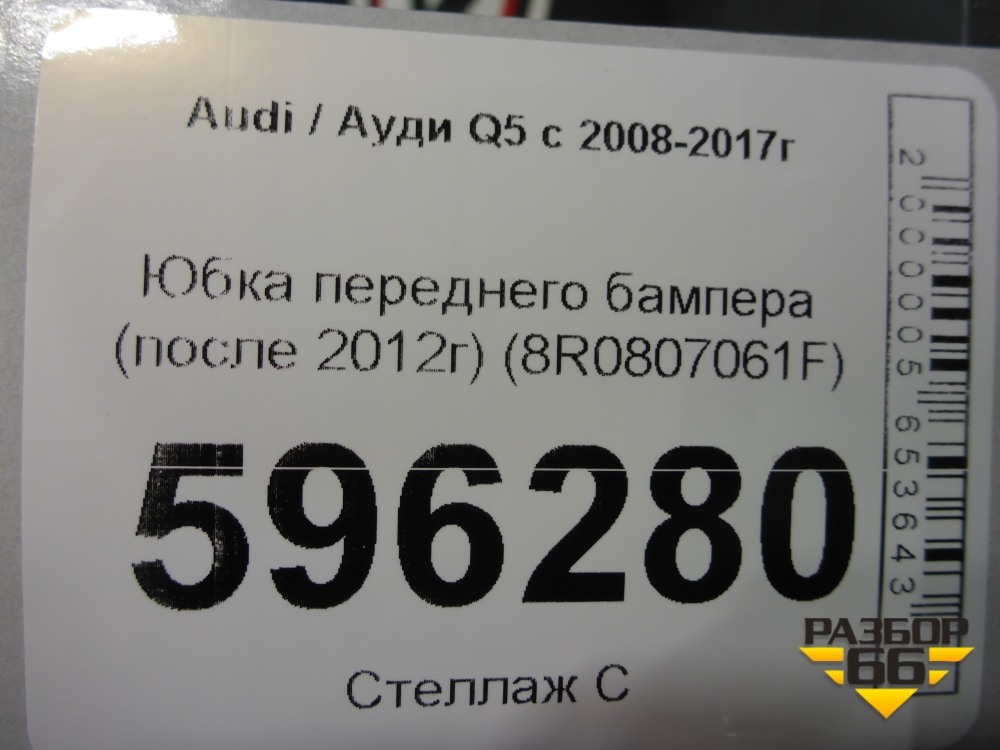 Audi / Ауди Q5 с 2008-2017г
Юбка переднего бампера
(после 2012г) (8R0807061F)
596280
Стеллаж С
2000005653643
РАЗБОР
66